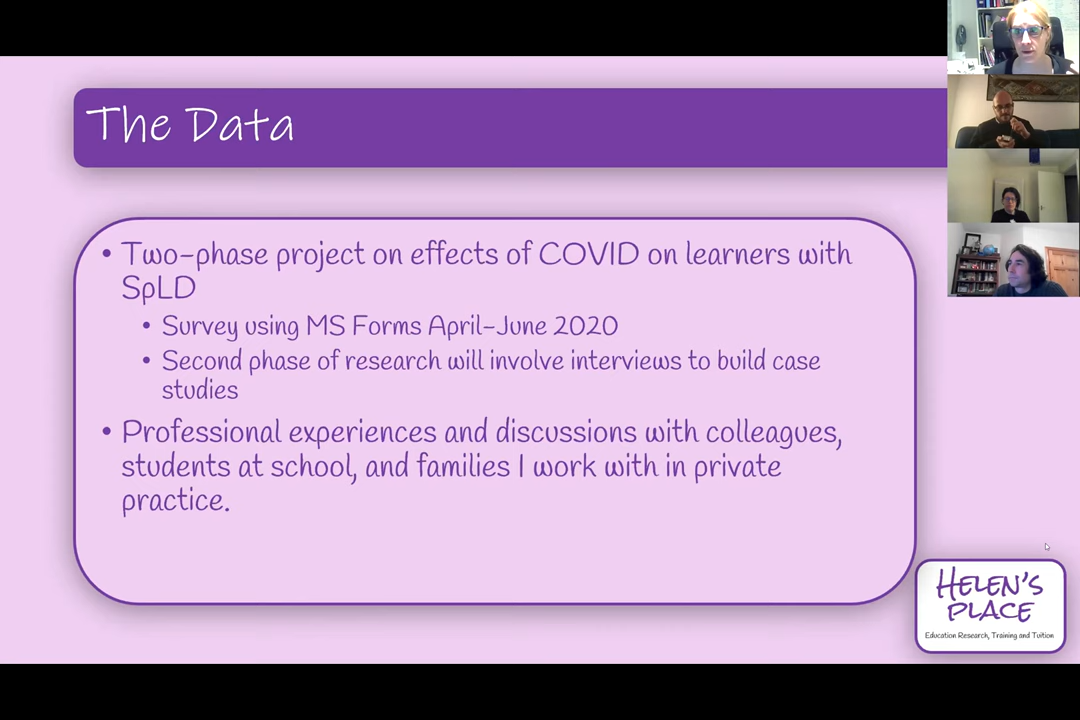 The Data
• Two-phase project on effects of COVID on learners with
SpLD
• Survey using MS Forms April-June 2020
• Second phase of research will involve interviews to build case
studies
• Professional experiences and discussions with colleagues,
students at school, and families I work with in private
practice.
HELEN'S
PLACE
Education Research, Training and Tuition